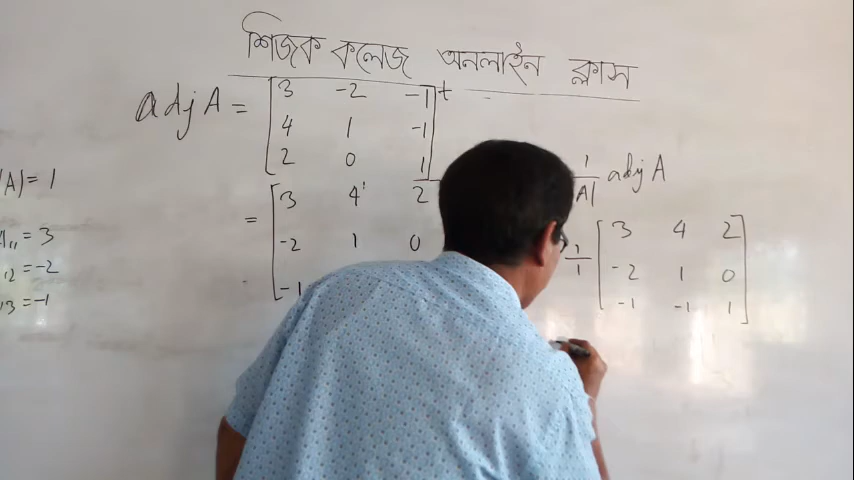 শিজক কলেজ অনলাইন ক্লাস
adj A = [3 -2 -1]t
4 1 -1
2 0 1
= [3 4 2
-2 1 0
-1
|A| = 1
A11 = 3
12 = -2
13 = -1
1/|A| adj A
1/1 [3 4 2]
-2 1 0
-1 -1 1